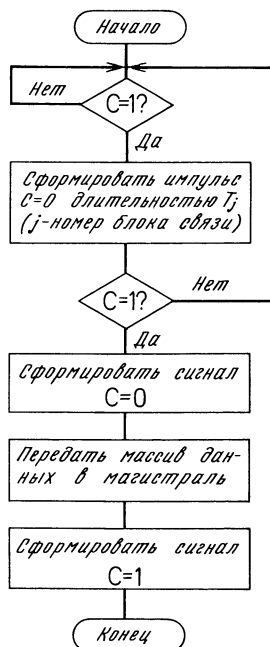 Начало
Нет
C=1?
Да
Сформировать импульс
C=0 длительностью Tj
(j-номер блока связи)
C=1?
Нет
Да
Сформировать сигнал
C=0
Передать массив дан-
ных в магистраль
Сформировать сигнал
C=1
Конец